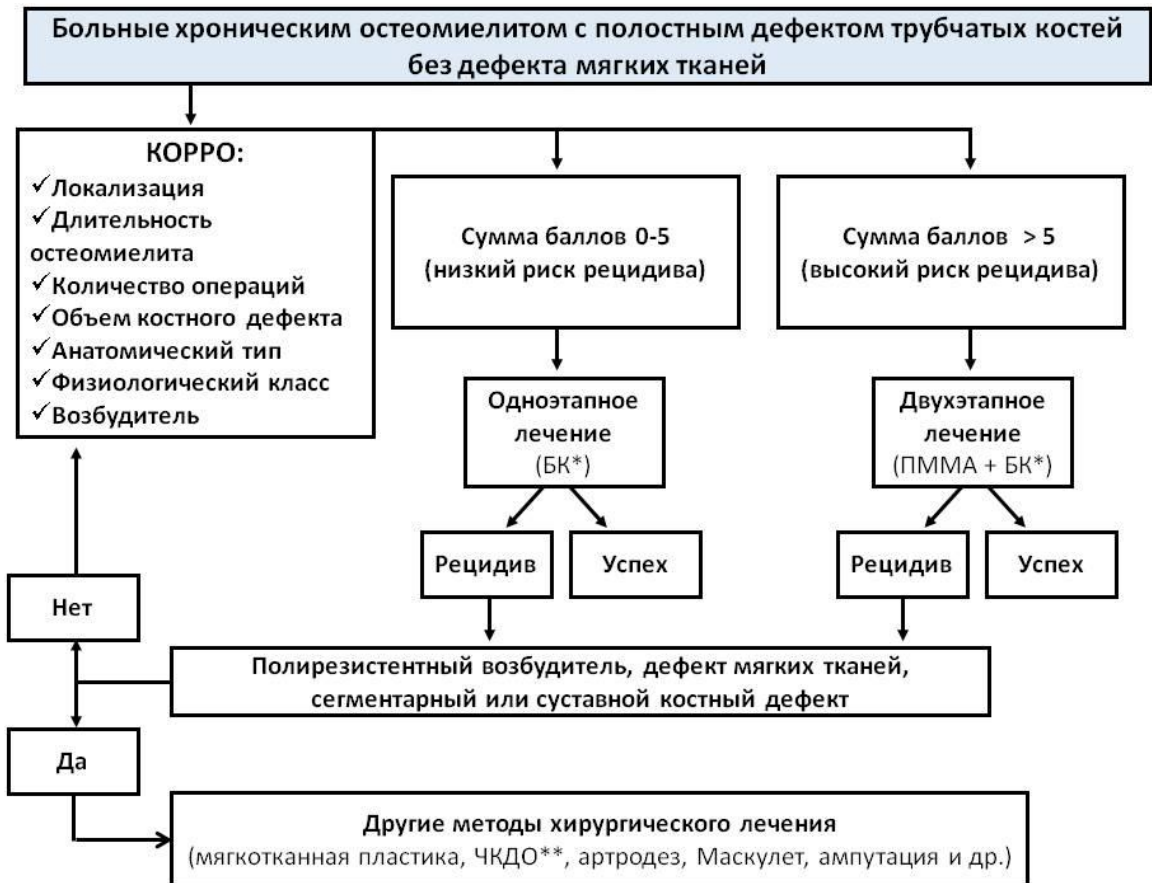 Больные хроническим остеомиелитом с полостным дефектом трубчатых костей
без дефекта мягких тканей
КОРРО:
✓Локализация
✓Длительность
остеомиелита
✓Количество операций
✓Объем костного дефекта
✓Анатомический тип
✓Физиологический класс
✓Возбудитель
Сумма баллов 0-5
(низкий риск рецидива)
Сумма баллов > 5
(высокий риск рецидива)
Одноэтапное
лечение
(БК*)
Двухэтапное
лечение
(ПММА + БК*)
Рецидив
Успех
Рецидив
Успех
Нет
Полирезистентный возбудитель, дефект мягких тканей,
сегментарный или суставной костный дефект
Да
Другие методы хирургического лечения
(мягкотканная пластика, ЧКДО**, артродез, Маскулет, ампутация и др.)